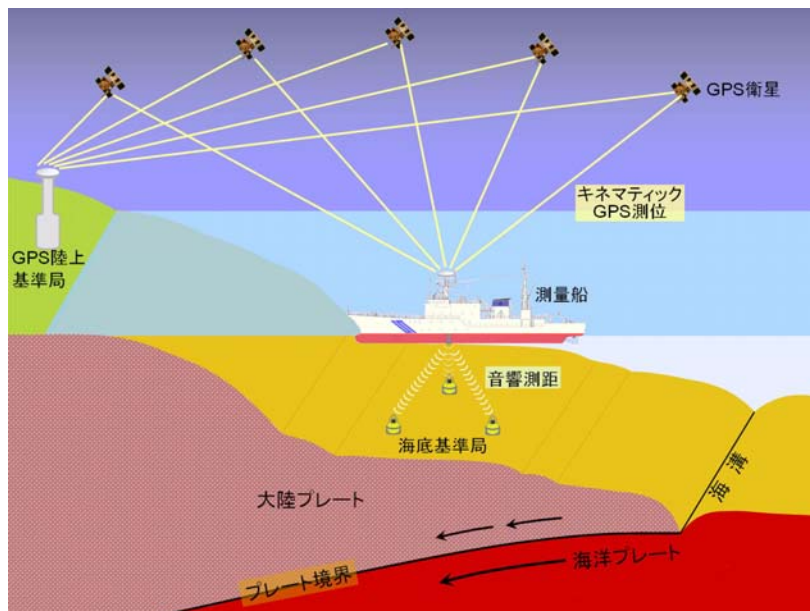 GPS衛星
キネマティック
GPS測位
GPS陸上
基準局
測量船
音響測距
海底基準局
海溝
大陸プレート
海洋プレート
プレート境界